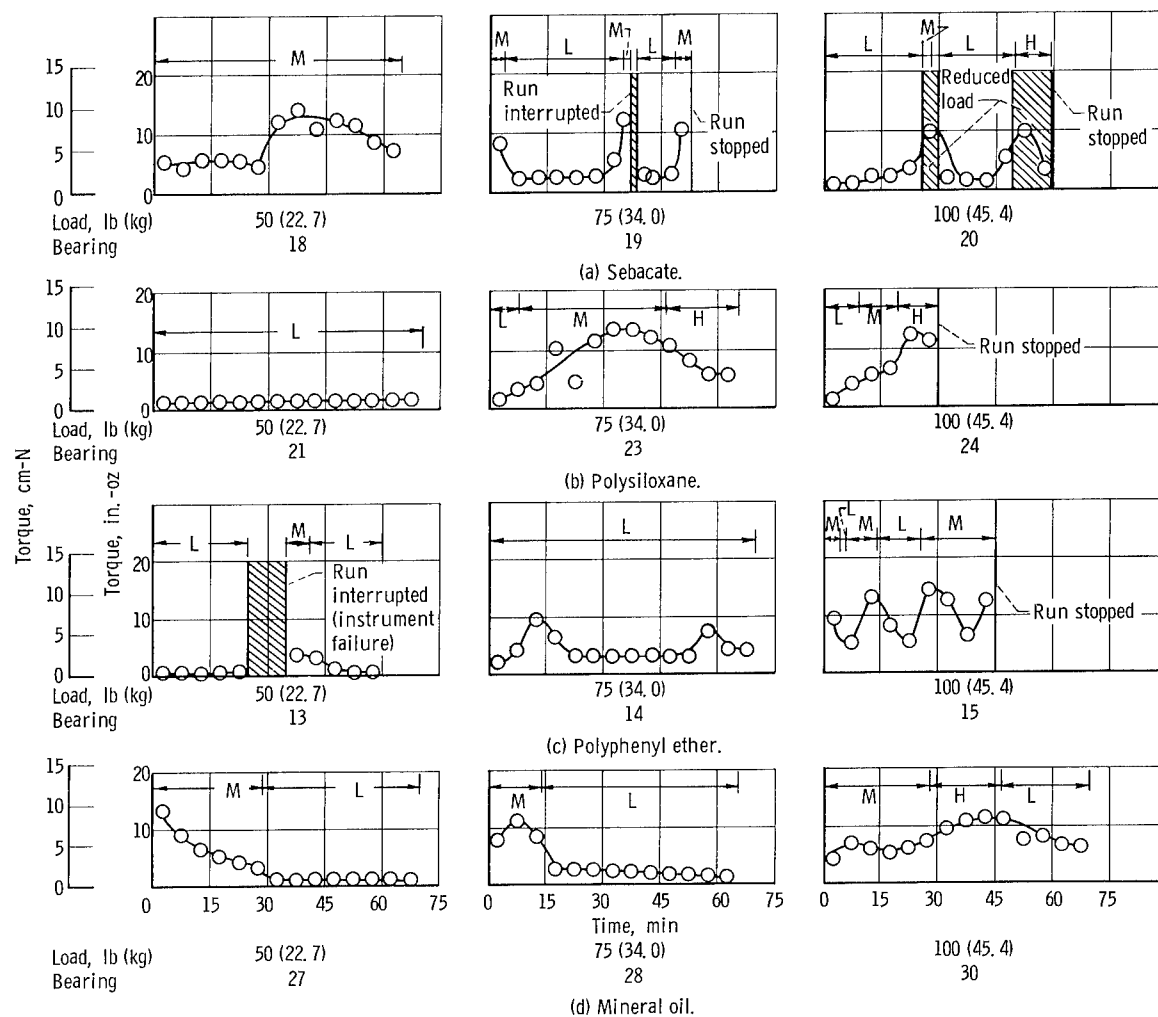 M
M L M L M
Run interrupted
Run stopped
L M L H
Reduced load
Run stopped
15
10
5
0
20
10
0
Load, lb (kg) 50 (22. 7) 75 (34. 0) 100 (45. 4)
Bearing 18 19 20
(a) Sebacate.
15
10
5
0
20
10
0
L
L M H
L M H
Run stopped
Load, lb (kg) 50 (22. 7) 75 (34. 0) 100 (45. 4)
Bearing 21 23 24
(b) Polysiloxane.
Torque, cm-N
Torque, in. -oz
15
10
5
0
20
10
0
L M L
Run
interrupted
(instrument
failure)
L
M L M L M
Run stopped
Load, lb (kg) 50 (22. 7) 75 (34. 0) 100 (45. 4)
Bearing 13 14 15
(c) Polyphenyl ether.
15
10
5
0
20
10
M L
M L
M H L
0 15 30 45 60 75 0 15 30 45 60 75 0 15 30 45 60 75
Time, min
Load, lb (kg) 50 (22. 7) 75 (34. 0) 100 (45. 4)
Bearing 27 28 30
(d) Mineral oil.